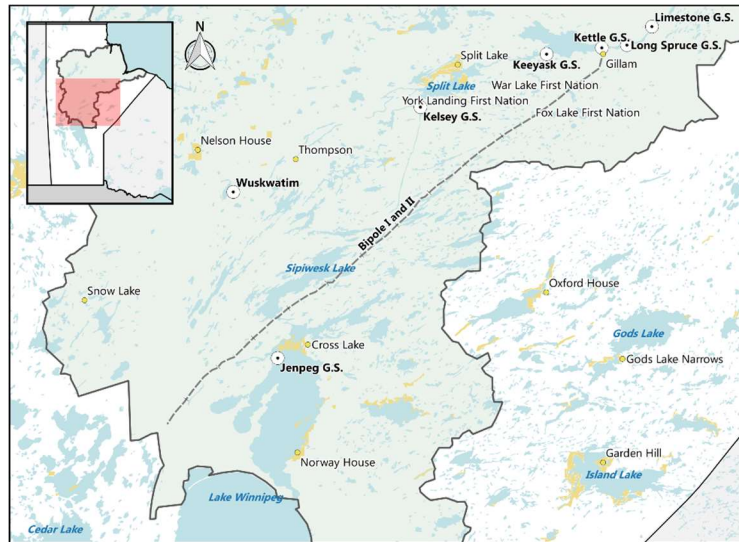 N
Limestone G.S.
Kettle G.S.
Long Spruce G.S.
Keeyask G.S.
Gillam
Split Lake
Split Lake
War Lake First Nation
York Landing First Nation
Kelsey G.S.
Fox Lake First Nation
Nelson House
Thompson
Wuskwatim
Bipole I and II
Sipiwesk Lake
Snow Lake
Oxford House
Gods Lake
Cross Lake
Gods Lake Narrows
Jenpeg G.S.
Norway House
Garden Hill
Island Lake
Lake Winnipeg
Cedar Lake